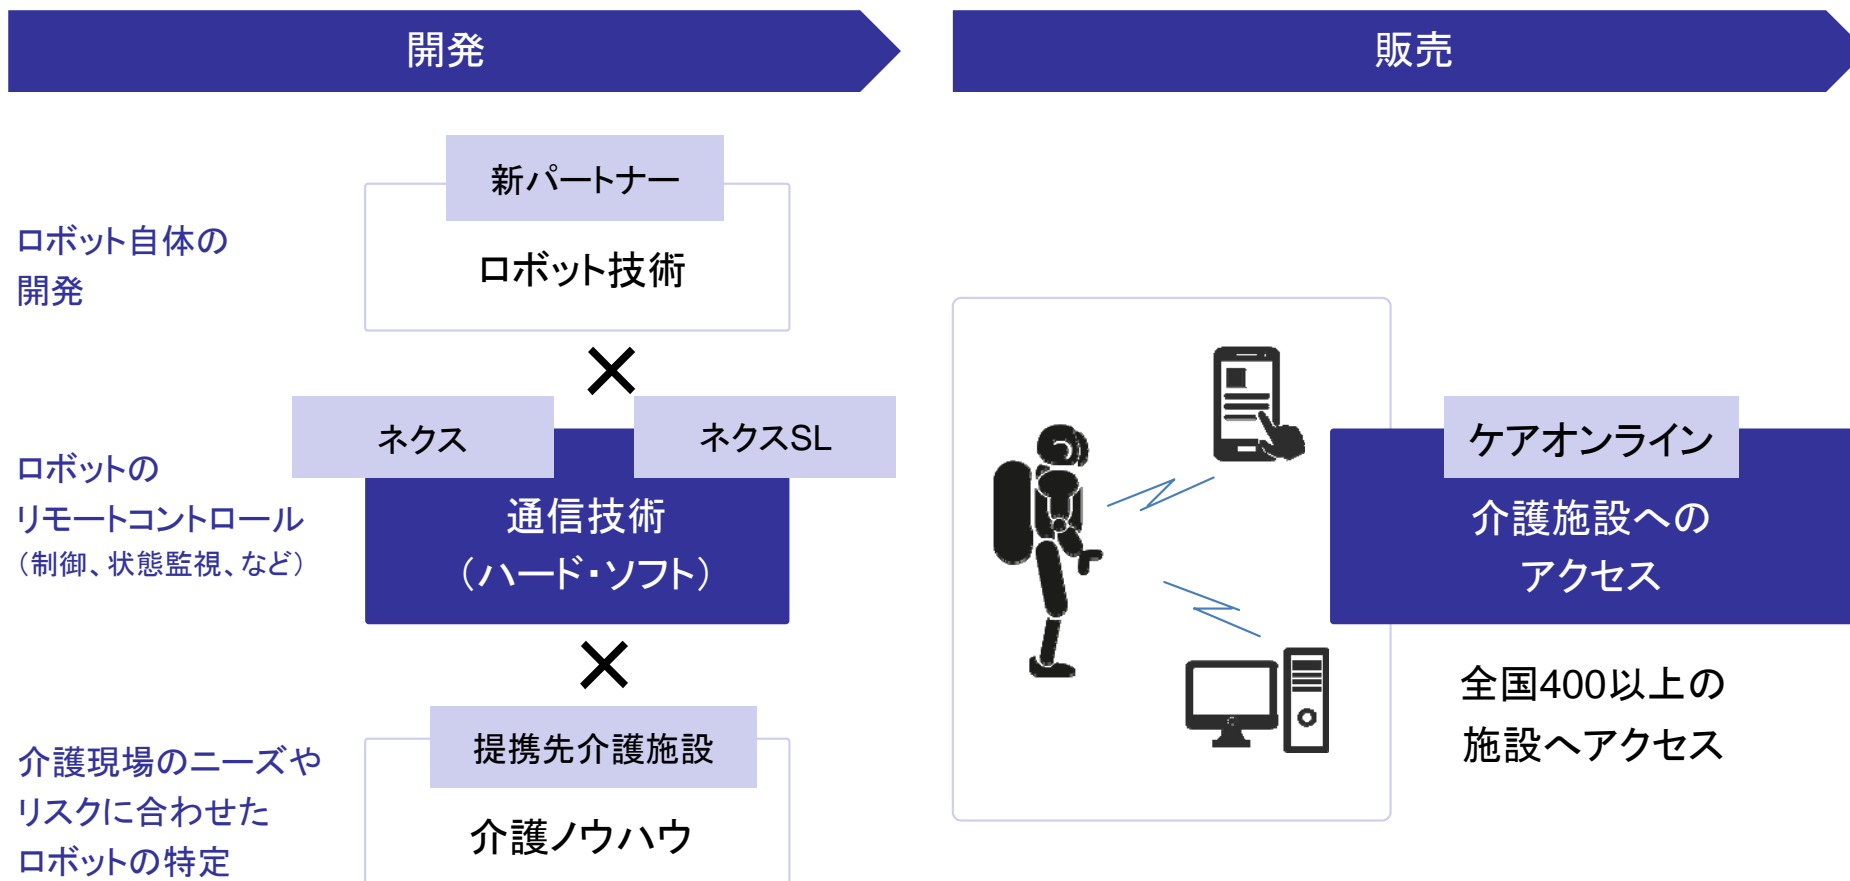 開発
販売
新パートナー
ロボット技術
ロボット自体の
開発
ネクス
ネクスSL
通信技術
（ハード・ソフト）
ロボットの
リモートコントロール
（制御、状態監視、など）
提携先介護施設
介護ノウハウ
介護現場のニーズや
リスクに合わせた
ロボットの特定
ケアオンライン
介護施設への
アクセス
全国400以上の
施設へアクセス